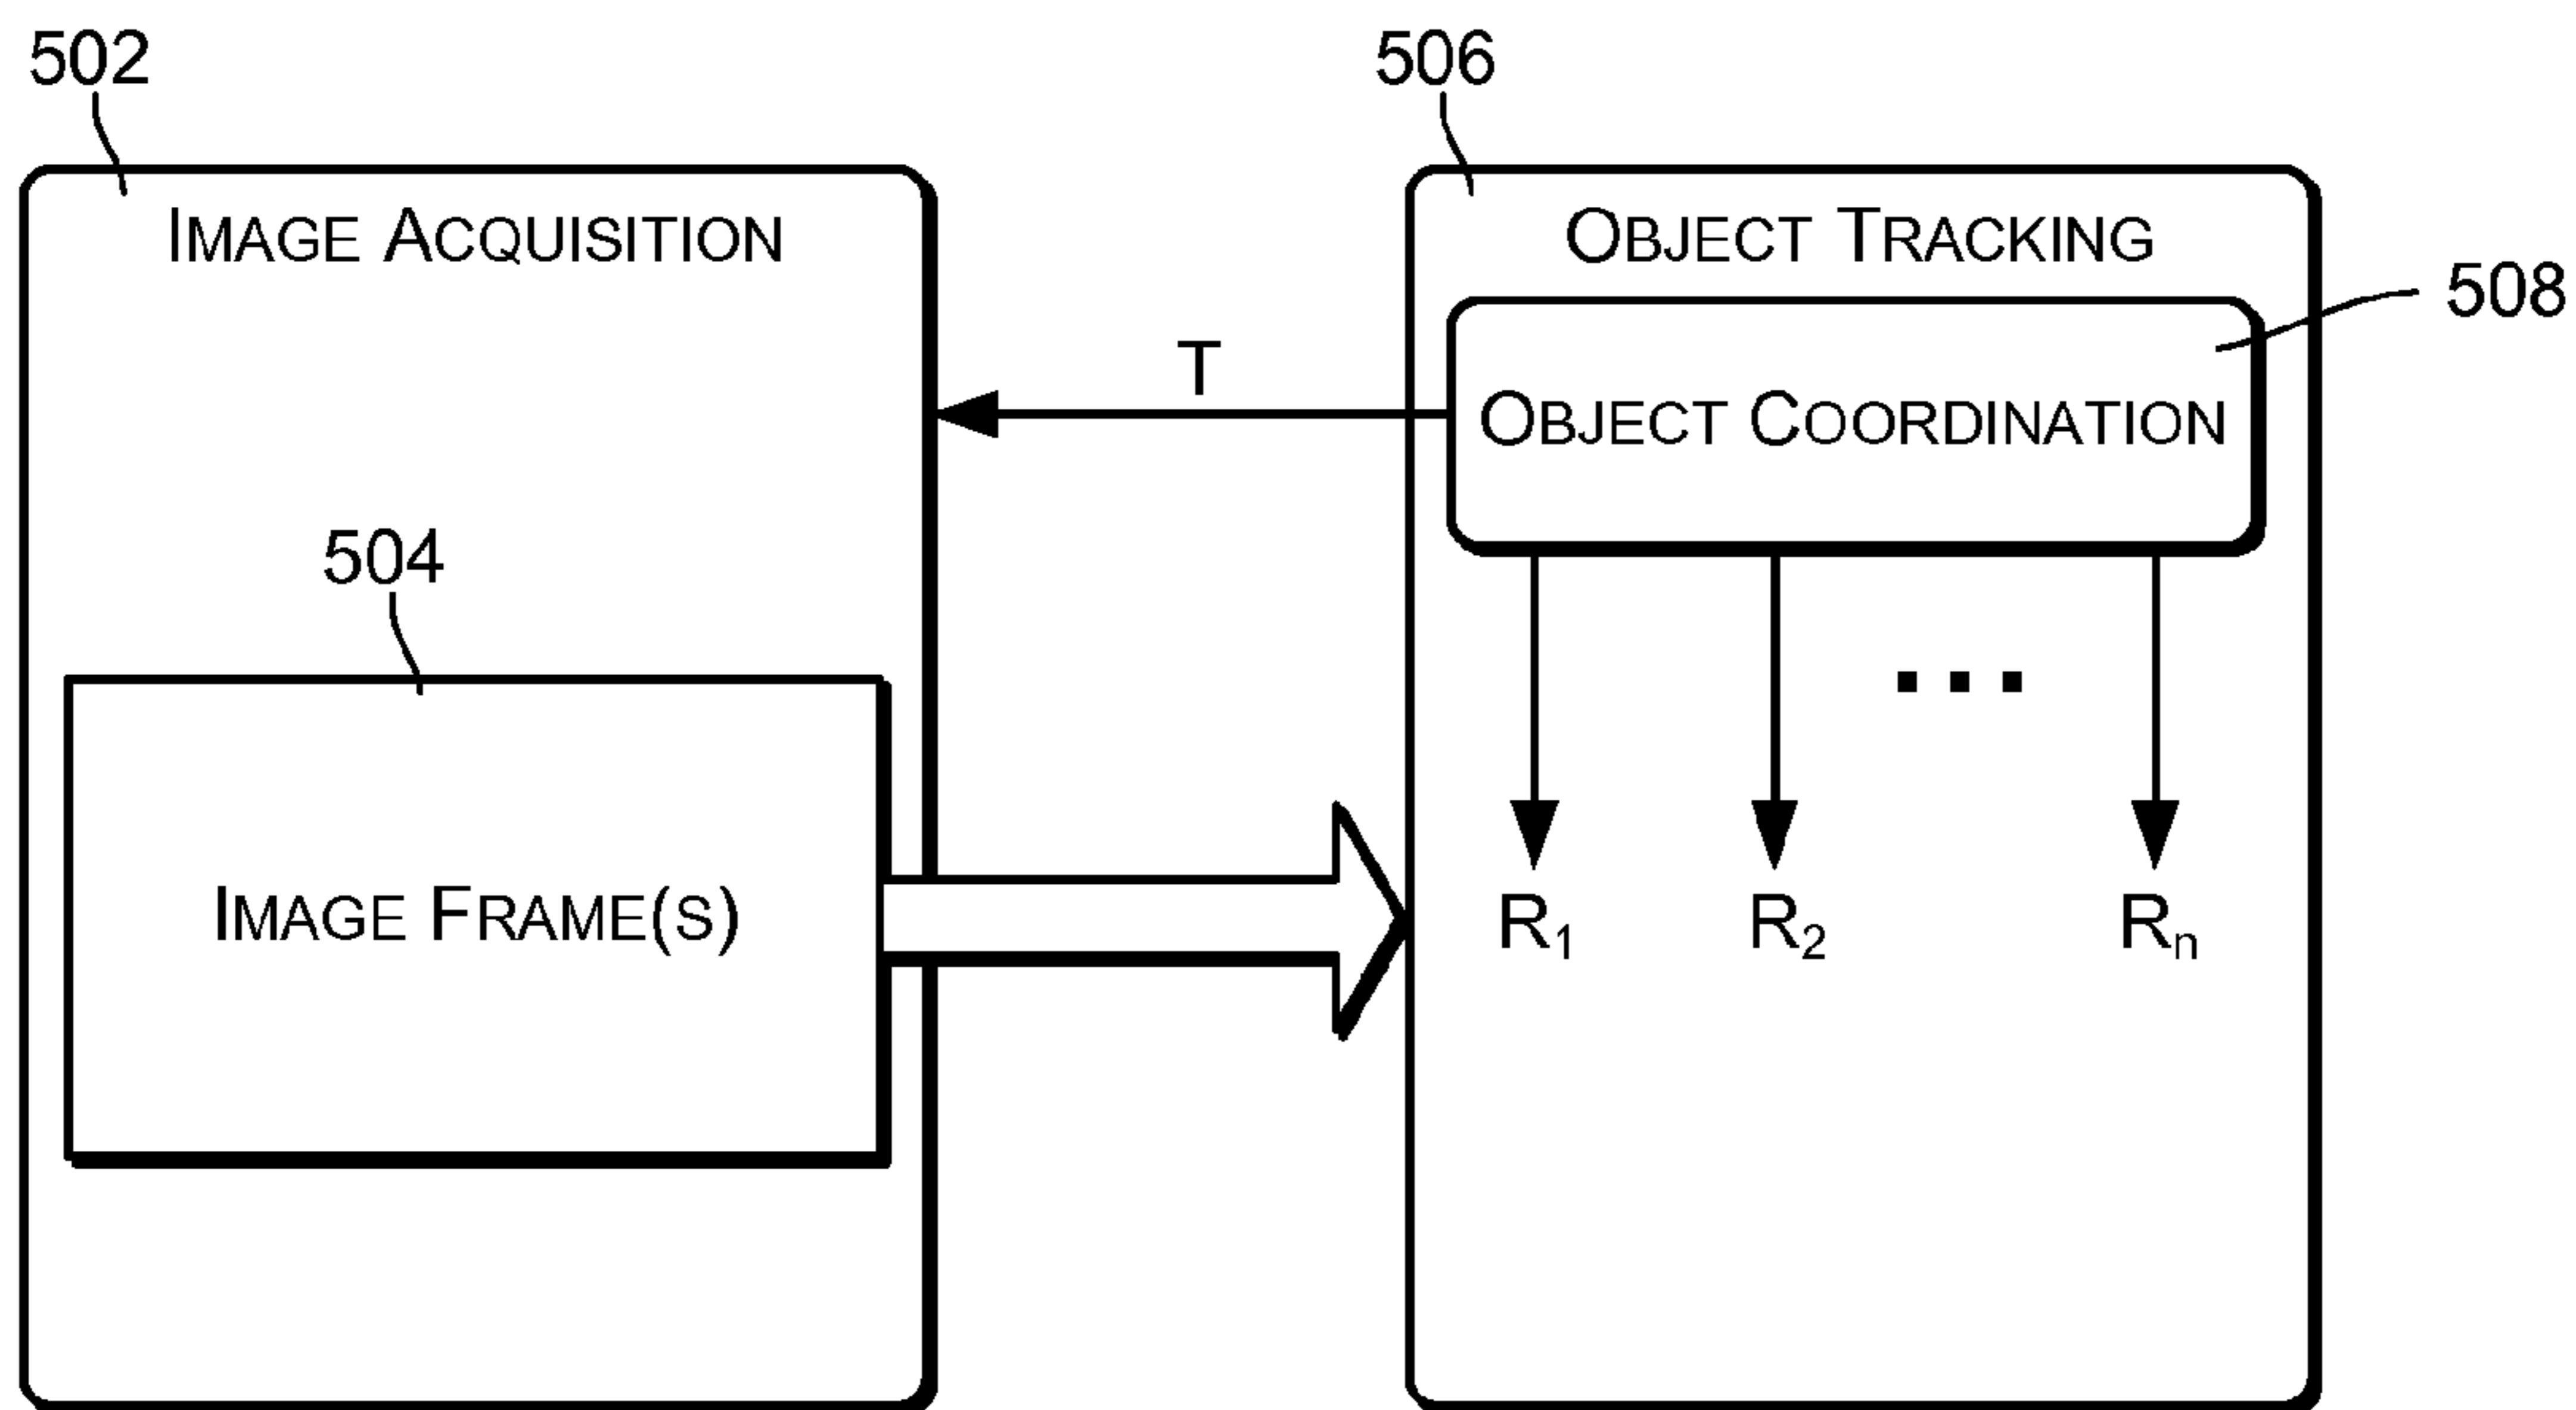 502
506
IMAGE ACQUISITION
OBJECT TRACKING
508
T
OBJECT COORDINATION
504
IMAGE FRAME(S)
R1 R2 Rn